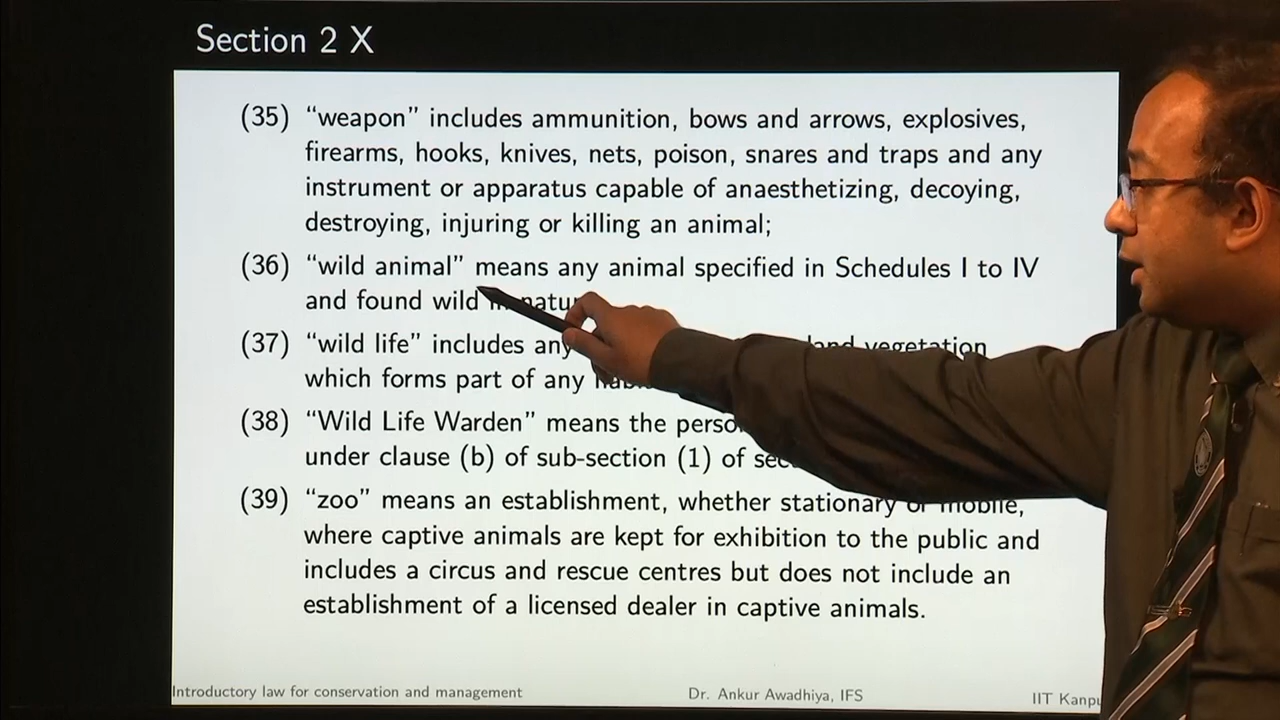 Section 2 X
(35) “weapon” includes ammunition, bows and arrows, explosives,
firearms, hooks, knives, nets, poison, snares and traps and any
instrument or apparatus capable of anaesthetizing, decoying,
destroying, injuring or killing an animal;
(36) “wild animal” means any animal specified in Schedules I to IV
and found wild in
(37) “wild life” includes any land vegetation
which forms part of any
(38) “Wild Life Warden” means the
under clause (b) of sub-section (1) of
(39) “zoo” means an establishment, whether stationary or mobile,
where captive animals are kept for exhibition to the public and
includes a circus and rescue centres but does not include an
establishment of a licensed dealer in captive animals.
Introductory law for conservation and management Dr. Ankur Awadhiya, IFS IIT